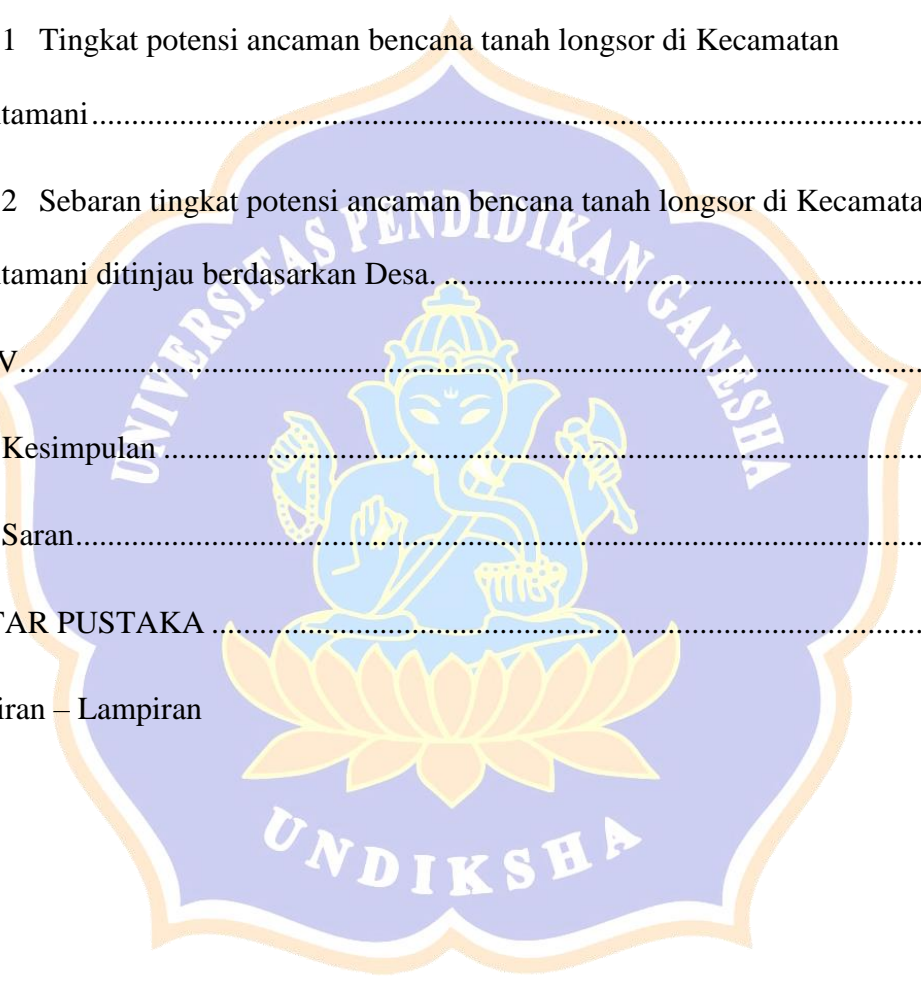 1 Tingkat potensi ancaman bencana tanah longsor di Kecamatan
tamani....................................................................................................
2 Sebaran tingkat potensi ancaman bencana tanah longsor di Kecamata
tamani ditinjau berdasarkan Desa. ............................................................
V....................................................................................................
Kesimpulan ....................................................................................................
Saran....................................................................................................
TAR PUSTAKA ....................................................................................................
iran – Lampiran
UNIVERSITAS PENDIDIKAN GANESHA
UNDIKSHA